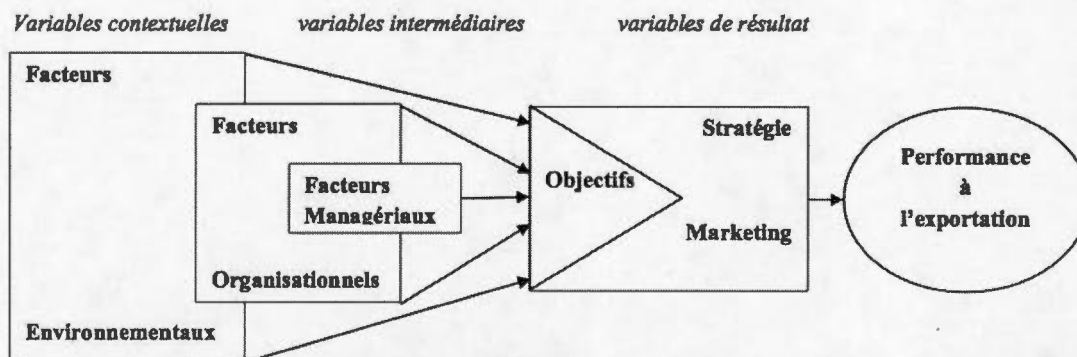 Variables contextuelles variables intermédiaires variables de résultat
Facteurs
Facteurs
Facteurs
Managériaux
Organisationnels
Environnementaux
Objectifs
Stratégie
Marketing
Performance
à
l'exportation